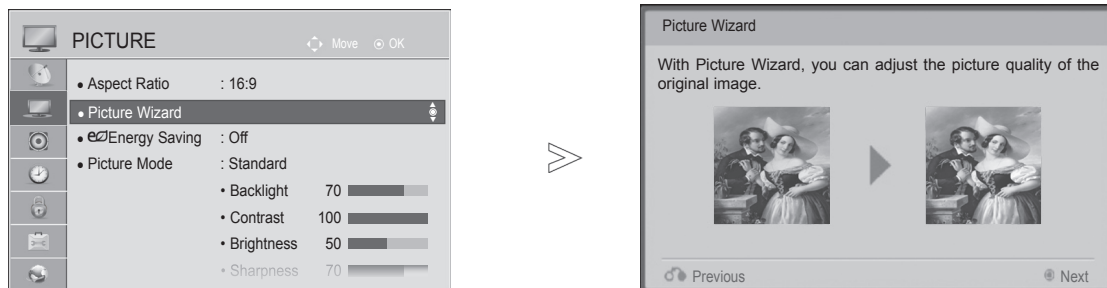 PICTURE
Move ⊙ OK
• Aspect Ratio : 16:9
• Picture Wizard
• Energy Saving : Off
• Picture Mode : Standard
• Backlight 70
• Contrast 100
• Brightness 50
• Sharpness 70
Picture Wizard
With Picture Wizard, you can adjust the picture quality of the
original image.
Previous
Next